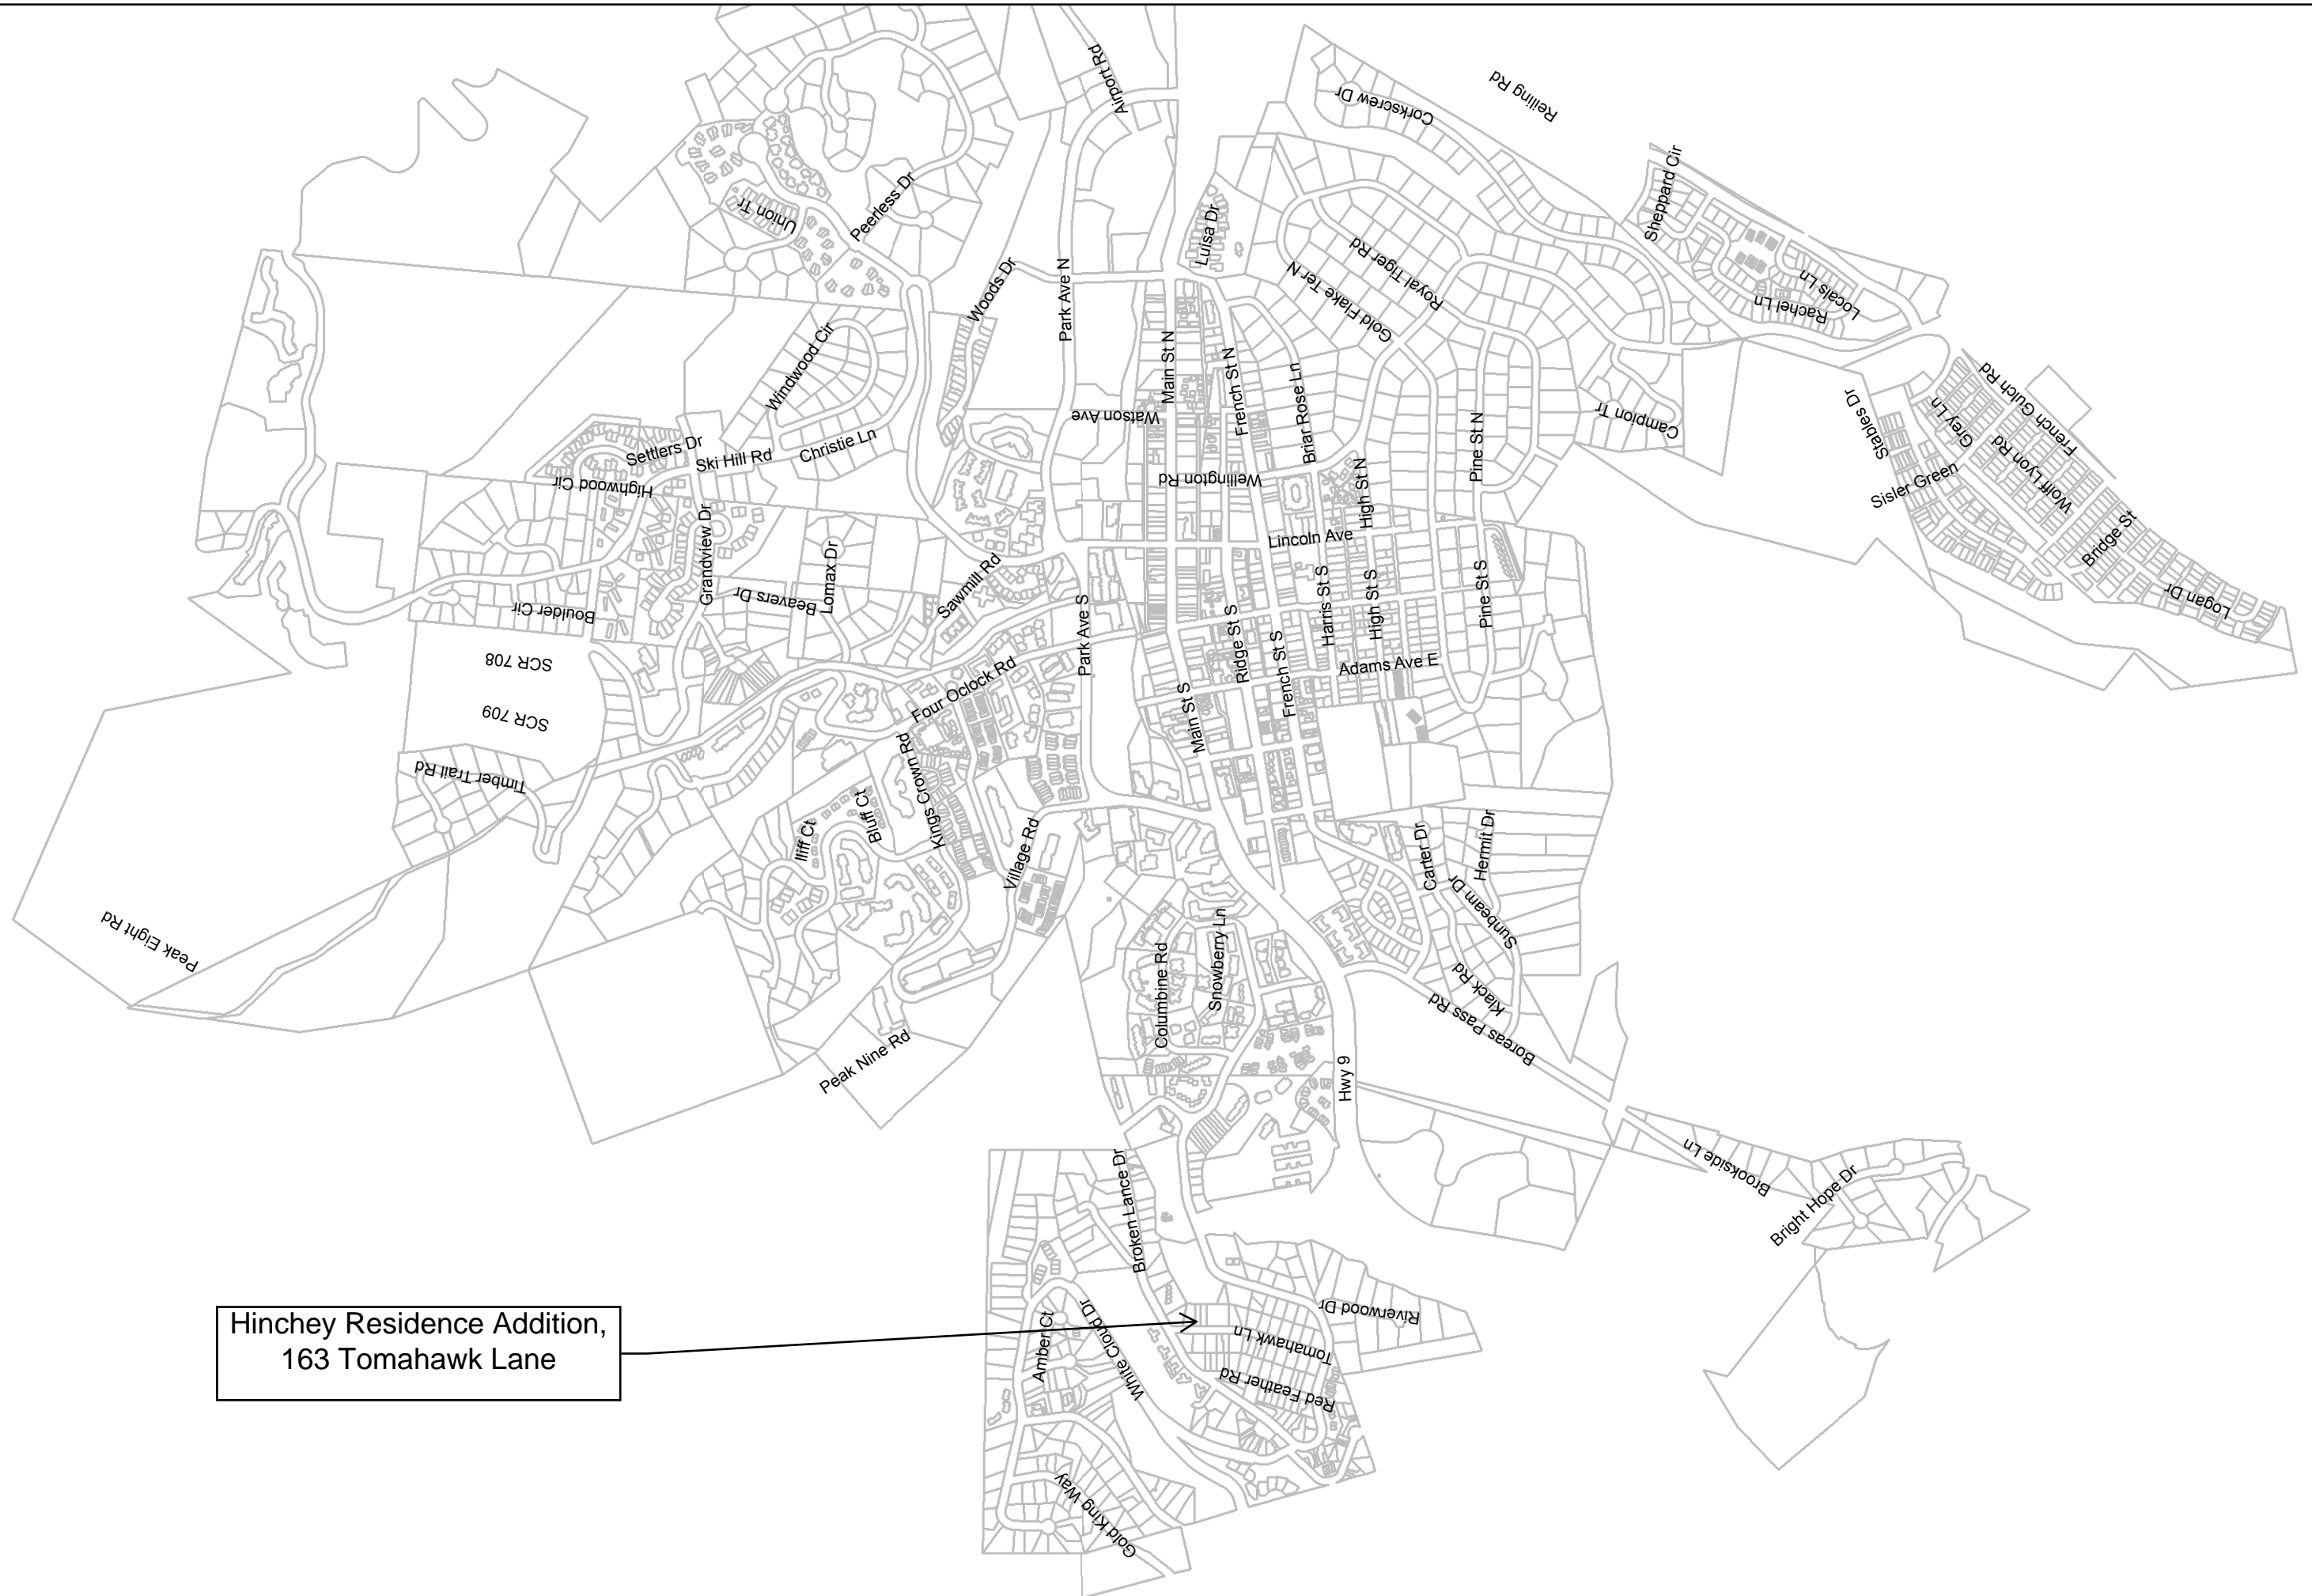 Airport Rd
Reiling Rd
Corkscrew Dr
Sheppard Cir
Peerless Dr
Union Tr
Luisa Dr
Royal Tiger Rd
Gold Flake Ter N
Locals Ln
Rachel Ln
Woods Dr
Park Ave N
Windwood Cir
Main St N
French St N
Briar Rose Ln
Watson Ave
Campion Tr
Stables Dr
French Gulch Rd
Grey Ln
Wolff Lyon Rd
Sisler Green
Bridge St
Logan Dr
Settlers Dr
Ski Hill Rd
Christie Ln
Highwood Cir
Wellington Rd
High St N
Pine St N
Grandview Dr
Lomax Dr
Beavers Dr
Boulder Cir
Sawmill Rd
Lincoln Ave
Harris St S
High St S
Pine St S
Park Ave S
Ridge St S
French St S
Adams Ave E
SCR 708
SCR 709
Four Oclock Rd
Main St S
Timber Trail Rd
Kings Crown Rd
Bluff Ct
Iliff Ct
Village Rd
Carter Dr
Hermit Dr
Sunbeam Dr
Klack Rd
Boreas Pass Rd
Peak Eight Rd
Snowberry Ln
Columbine Rd
Peak Nine Rd
Hwy 9
Brookside Ln
Bright Hope Dr
Broken Lance Dr
Riverwood Dr
Tomahawk Ln
Red Feather Rd
White Cloud Dr
Amber Ct
Gold King Way
Hinchey Residence Addition,
163 Tomahawk Lane